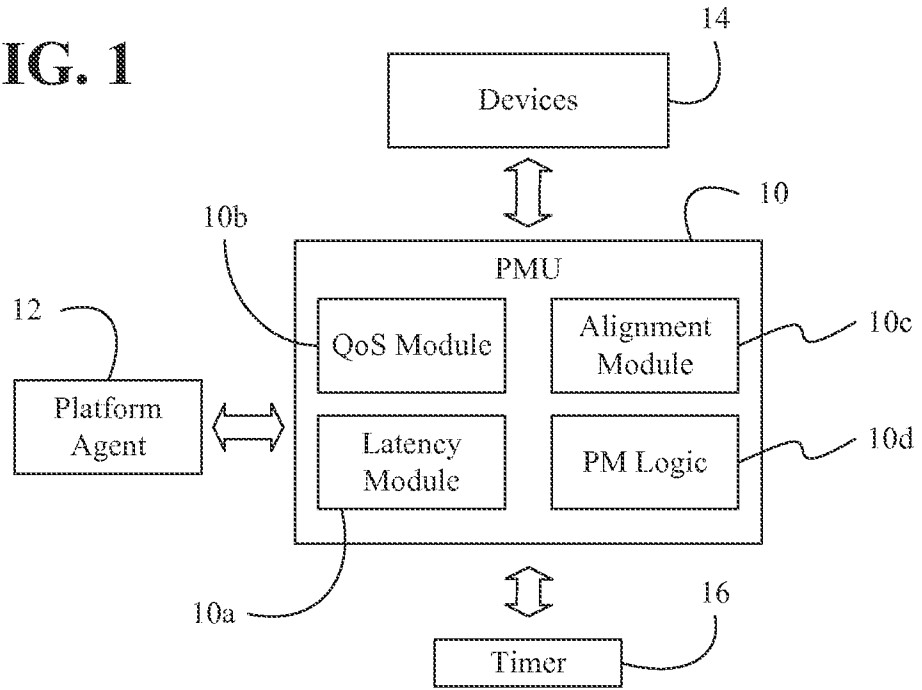 IG. 1
14
Devices
10
10b
PMU
12
QoS Module
Alignment
Module
10c
Platform
Agent
Latency
Module
PM Logic
10d
10a
16
Timer